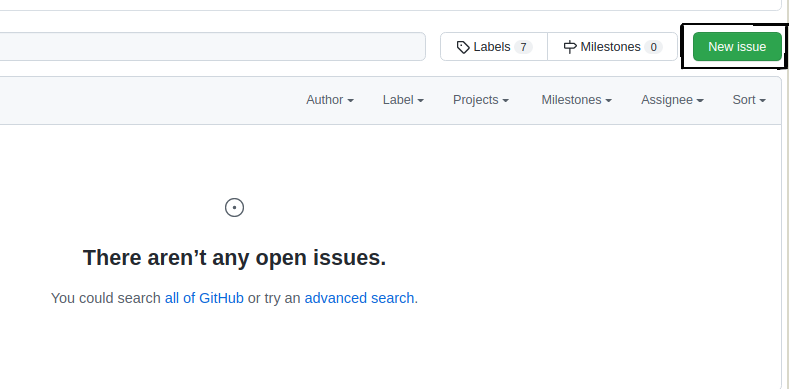 Labels 7 Milestones 0 New issue
Author Label Projects Milestones Assignee Sort
There aren’t any open issues.
You could search all of GitHub or try an advanced search.